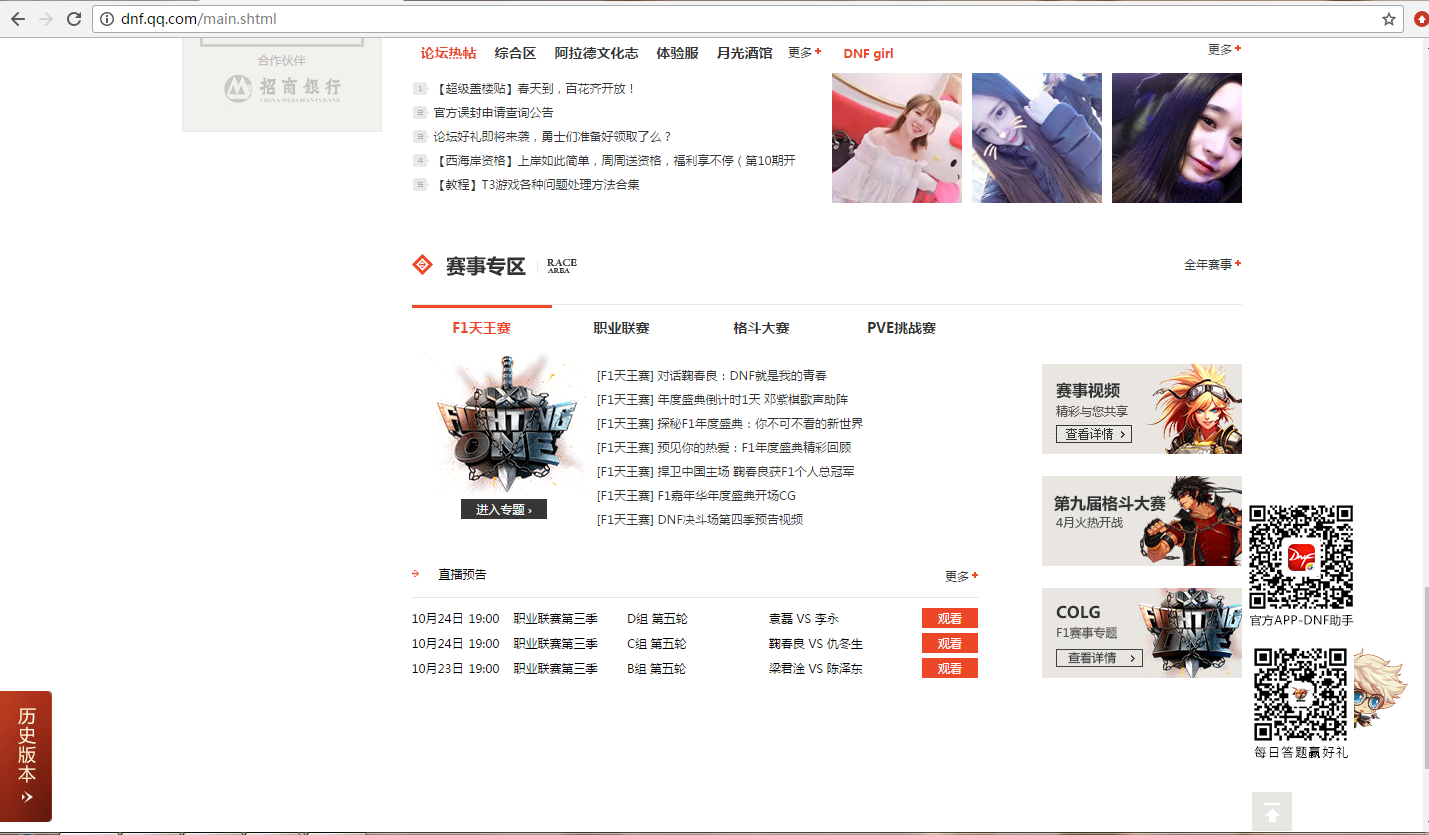 dnf.qq.com/main.shtml
合作伙伴
招商银行
CHINA MERCHANTS BANK
论坛热帖 综合区 阿拉德文化志 体验服 月光酒馆 更多+ DNF girl 更多+
1 【超级盖楼贴】春天到，百花齐开放！
2 官方误封申请查询公告
3 论坛好礼即将来袭，勇士们准备好领取了么？
4 【西海岸资格】上岸如此简单，周周送资格，福利享不停（第10期开
5 【教程】T3游戏各种问题处理方法合集
赛事专区 RACE AREA 全年赛事+
F1天王赛 职业联赛 格斗大赛 PVE挑战赛
FIGHTING ONE
进入专题 ›
[F1天王赛] 对话鞠春良：DNF就是我的青春
[F1天王赛] 年度盛典倒计时1天 邓紫棋歌声助阵
[F1天王赛] 探秘F1年度盛典：你不可不看的新世界
[F1天王赛] 预见你的热爱：F1年度盛典精彩回顾
[F1天王赛] 捍卫中国主场 鞠春良获F1个人总冠军
[F1天王赛] F1嘉年华年度盛典开场CG
[F1天王赛] DNF决斗场第四季预告视频
赛事视频
精彩与您共享
查看详情 ›
第九届格斗大赛
4月火热开战
COLG
F1赛事专题
查看详情 ›
FIGHTING ONE
直播预告 更多+
10月24日 19:00 职业联赛第三季 D组 第五轮 袁磊 VS 李永 观看
10月24日 19:00 职业联赛第三季 C组 第五轮 鞠春良 VS 仇冬生 观看
10月23日 19:00 职业联赛第三季 B组 第五轮 梁君淦 VS 陈泽东 观看
DNF
官方APP-DNF助手
每日答题赢好礼
历史版本